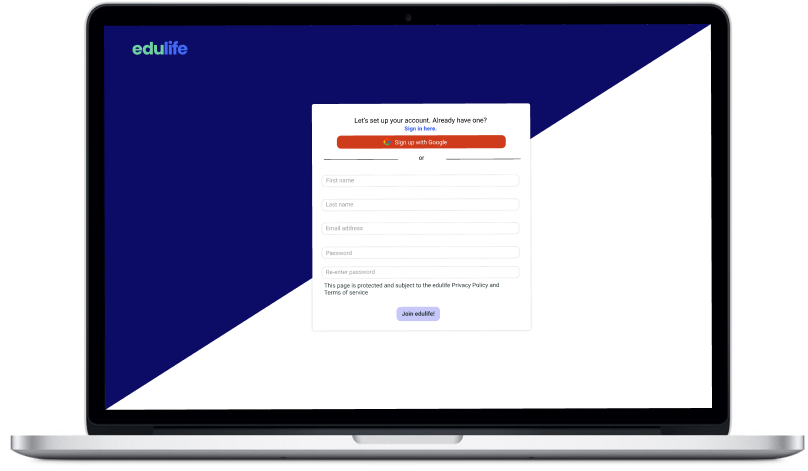 edulife
Let's set up your account. Already have one?
Sign in here.
Sign up with Google
or
First name
Last name
Email address
Password
Re-enter password
This page is protected and subject to the edulife Privacy Policy and
Terms of service
Join edulife!